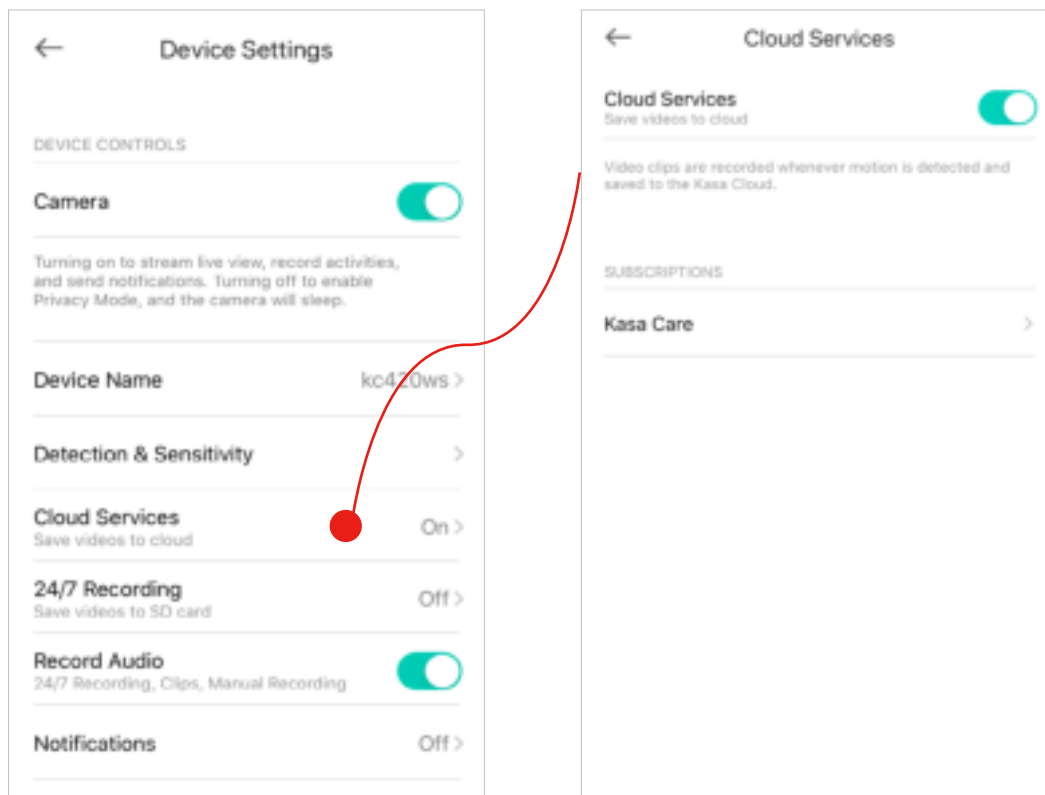 Device Settings
DEVICE CONTROLS
Camera
Turning on to stream live view, record activities,
and send notifications. Turning off to enable
Privacy Mode, and the camera will sleep.
Device Name
kc420ws
Detection & Sensitivity
Cloud Services
Save videos to cloud
On
24/7 Recording
Save videos to SD card
Off
Record Audio
24/7 Recording, Clips, Manual Recording
Notifications
Off
Cloud Services
Cloud Services
Save videos to cloud
Video clips are recorded whenever motion is detected and
saved to the Kasa Cloud.
SUBSCRIPTIONS
Kasa Care